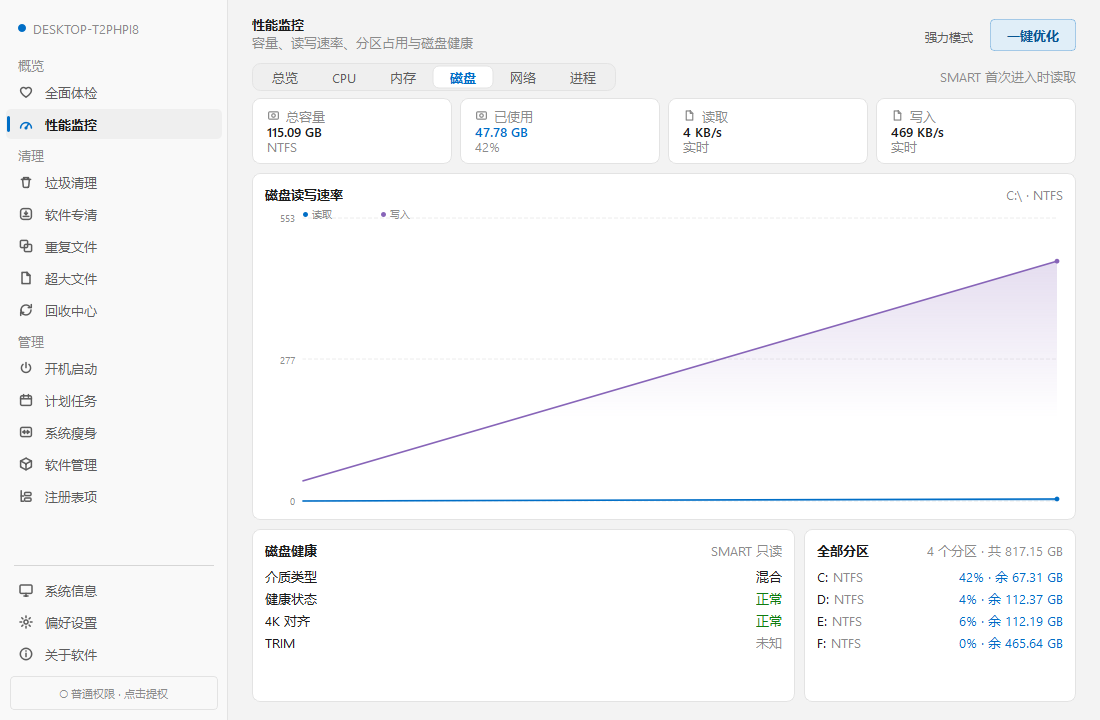 DESKTOP-T2PHPI8
概览
全面体检
性能监控
清理
垃圾清理
软件专清
重复文件
超大文件
回收中心
管理
开机启动
计划任务
系统瘦身
软件管理
注册表项
系统信息
偏好设置
关于软件
普通权限 · 点击提权
性能监控
容量、读写速率、分区占用与磁盘健康
强力模式
一键优化
总览 CPU 内存 磁盘 网络 进程
SMART 首次进入时读取
总容量
115.09 GB
NTFS
已使用
47.78 GB
42%
读取
4 KB/s
实时
写入
469 KB/s
实时
磁盘读写速率
C:\ · NTFS
553
读取 写入
277
0
磁盘健康
SMART 只读
介质类型 混合
健康状态 正常
4K 对齐 正常
TRIM 未知
全部分区
4 个分区 · 共 817.15 GB
C: NTFS 42% · 余 67.31 GB
D: NTFS 4% · 余 112.37 GB
E: NTFS 6% · 余 112.19 GB
F: NTFS 0% · 余 465.64 GB